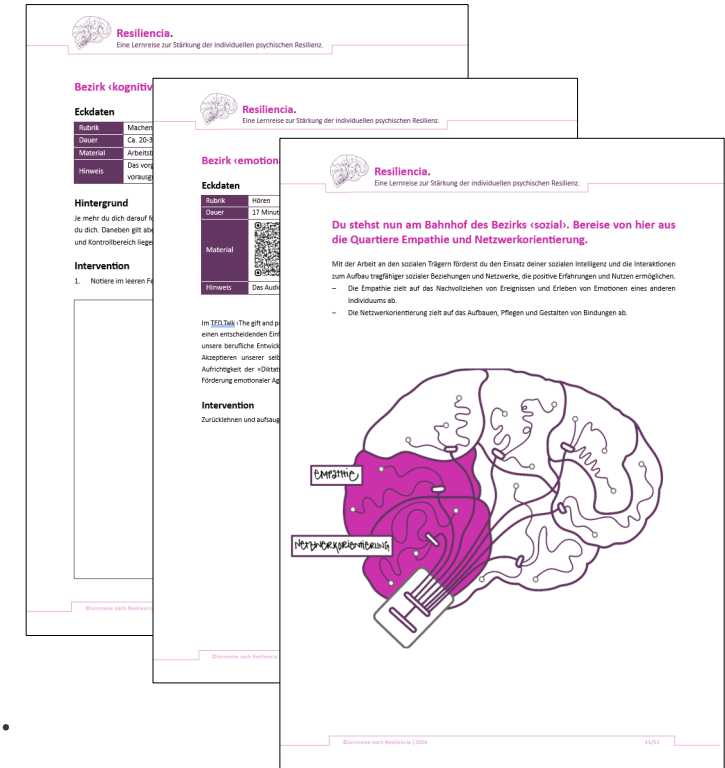 Resiliencia.
Eine Lernreise zur Stärkung der individuellen psychischen Resilienz.
Bezirk ‹kognitiv
Eckdaten
Rubrik Machen
Dauer Ca. 20-3
Material Arbeitsb
Hinweis Das vorg
vorausg
Hintergrund
Je mehr du dich darauf fo
du dich. Daneben gilt abe
und Kontrollbereich liege
Intervention
1. Notiere im leeren Fe
©Lernreise nach Resiliencia
Resiliencia.
Eine Lernreise zur Stärkung der individuellen psychischen Resilienz.
Bezirk ‹emotion
Eckdaten
Rubrik Hören
Dauer 17 Minut
Material
Hinweis Das Audio
Im TED Talk ‹The gift and p
einen entscheidenden Einf
unsere berufliche Entwick
Akzeptieren unserer selb
Aufrichtigkeit der «Diktat
Förderung emotionaler Ag
Intervention
Zurücklehnen und aufsaug
©Lernreise nach Resiliencia
Resiliencia.
Eine Lernreise zur Stärkung der individuellen psychischen Resilienz.
Du stehst nun am Bahnhof des Bezirks ‹sozial›. Bereise von hier aus
die Quartiere Empathie und Netzwerkorientierung.
Mit der Arbeit an den sozialen Trägern förderst du den Einsatz deiner sozialen Intelligenz und die Interaktionen
zum Aufbau tragfähiger sozialer Beziehungen und Netzwerke, die positive Erfahrungen und Nutzen ermöglichen.
– Die Empathie zielt auf das Nachvollziehen von Ereignissen und Erleben von Emotionen eines anderen
Individuums ab.
– Die Netzwerkorientierung zielt auf das Aufbauen, Pflegen und Gestalten von Bindungen ab.
EMPATHIE
NETZWERKORIENTIERUNG
©Lernreise nach Resiliencia |2024 41/51